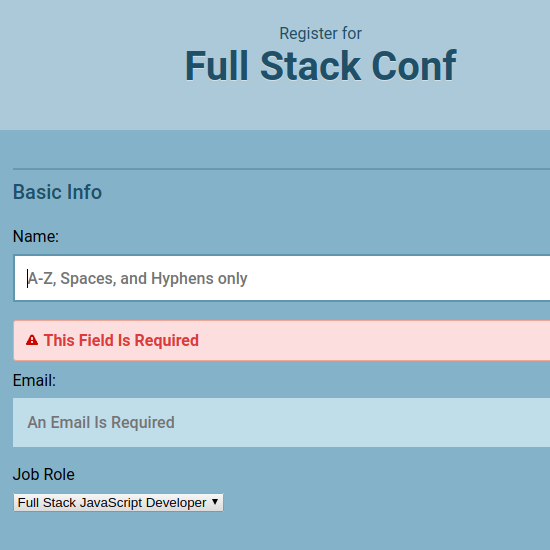 Register for
Full Stack Conf
Basic Info
Name:
A-Z, Spaces, and Hyphens only
This Field Is Required
Email:
An Email Is Required
Job Role
Full Stack JavaScript Developer